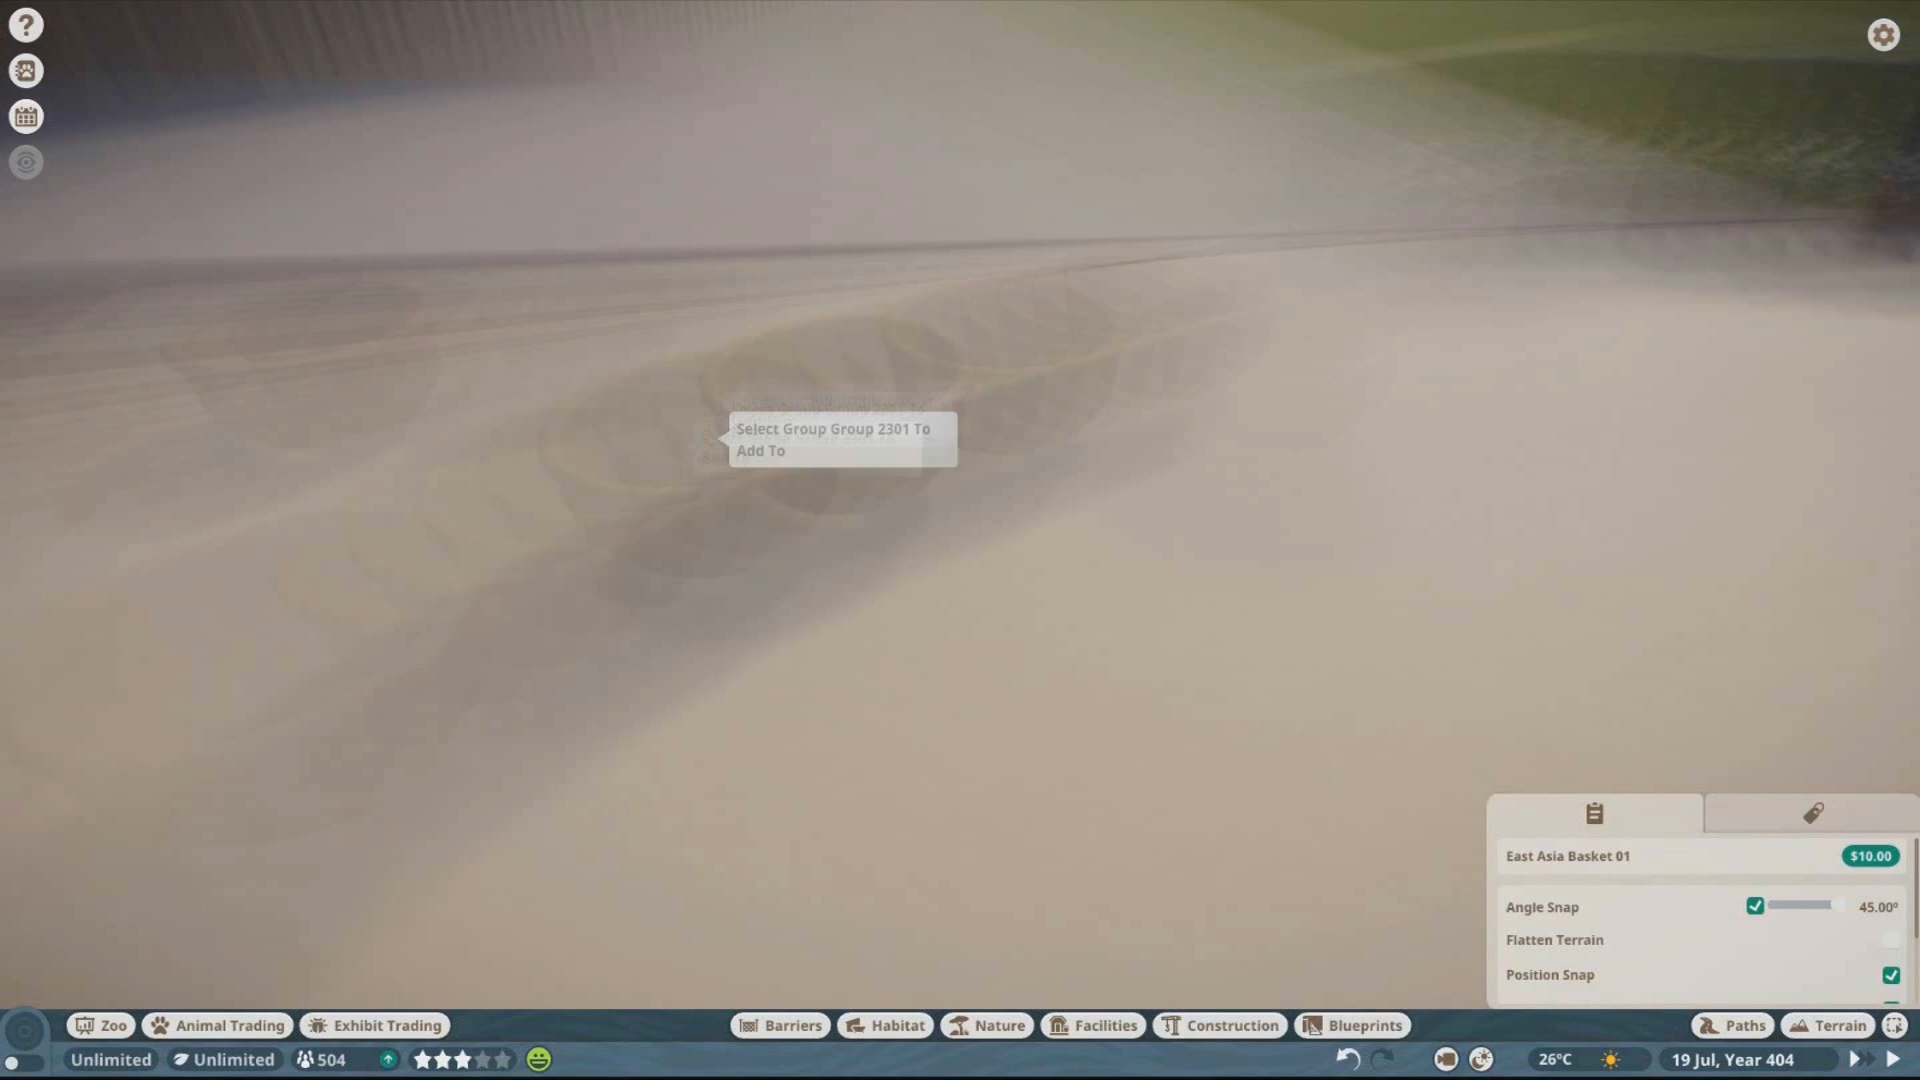 ?
Select Group Group 2301 To
Add To
East Asia Basket 01
$10.00
Angle Snap
45.00º
Flatten Terrain
Position Snap
Zoo
Animal Trading
Exhibit Trading
Barriers
Habitat
Nature
Facilities
Construction
Blueprints
Paths
Terrain
Unlimited
Unlimited
504
26°C
19 Jul, Year 404